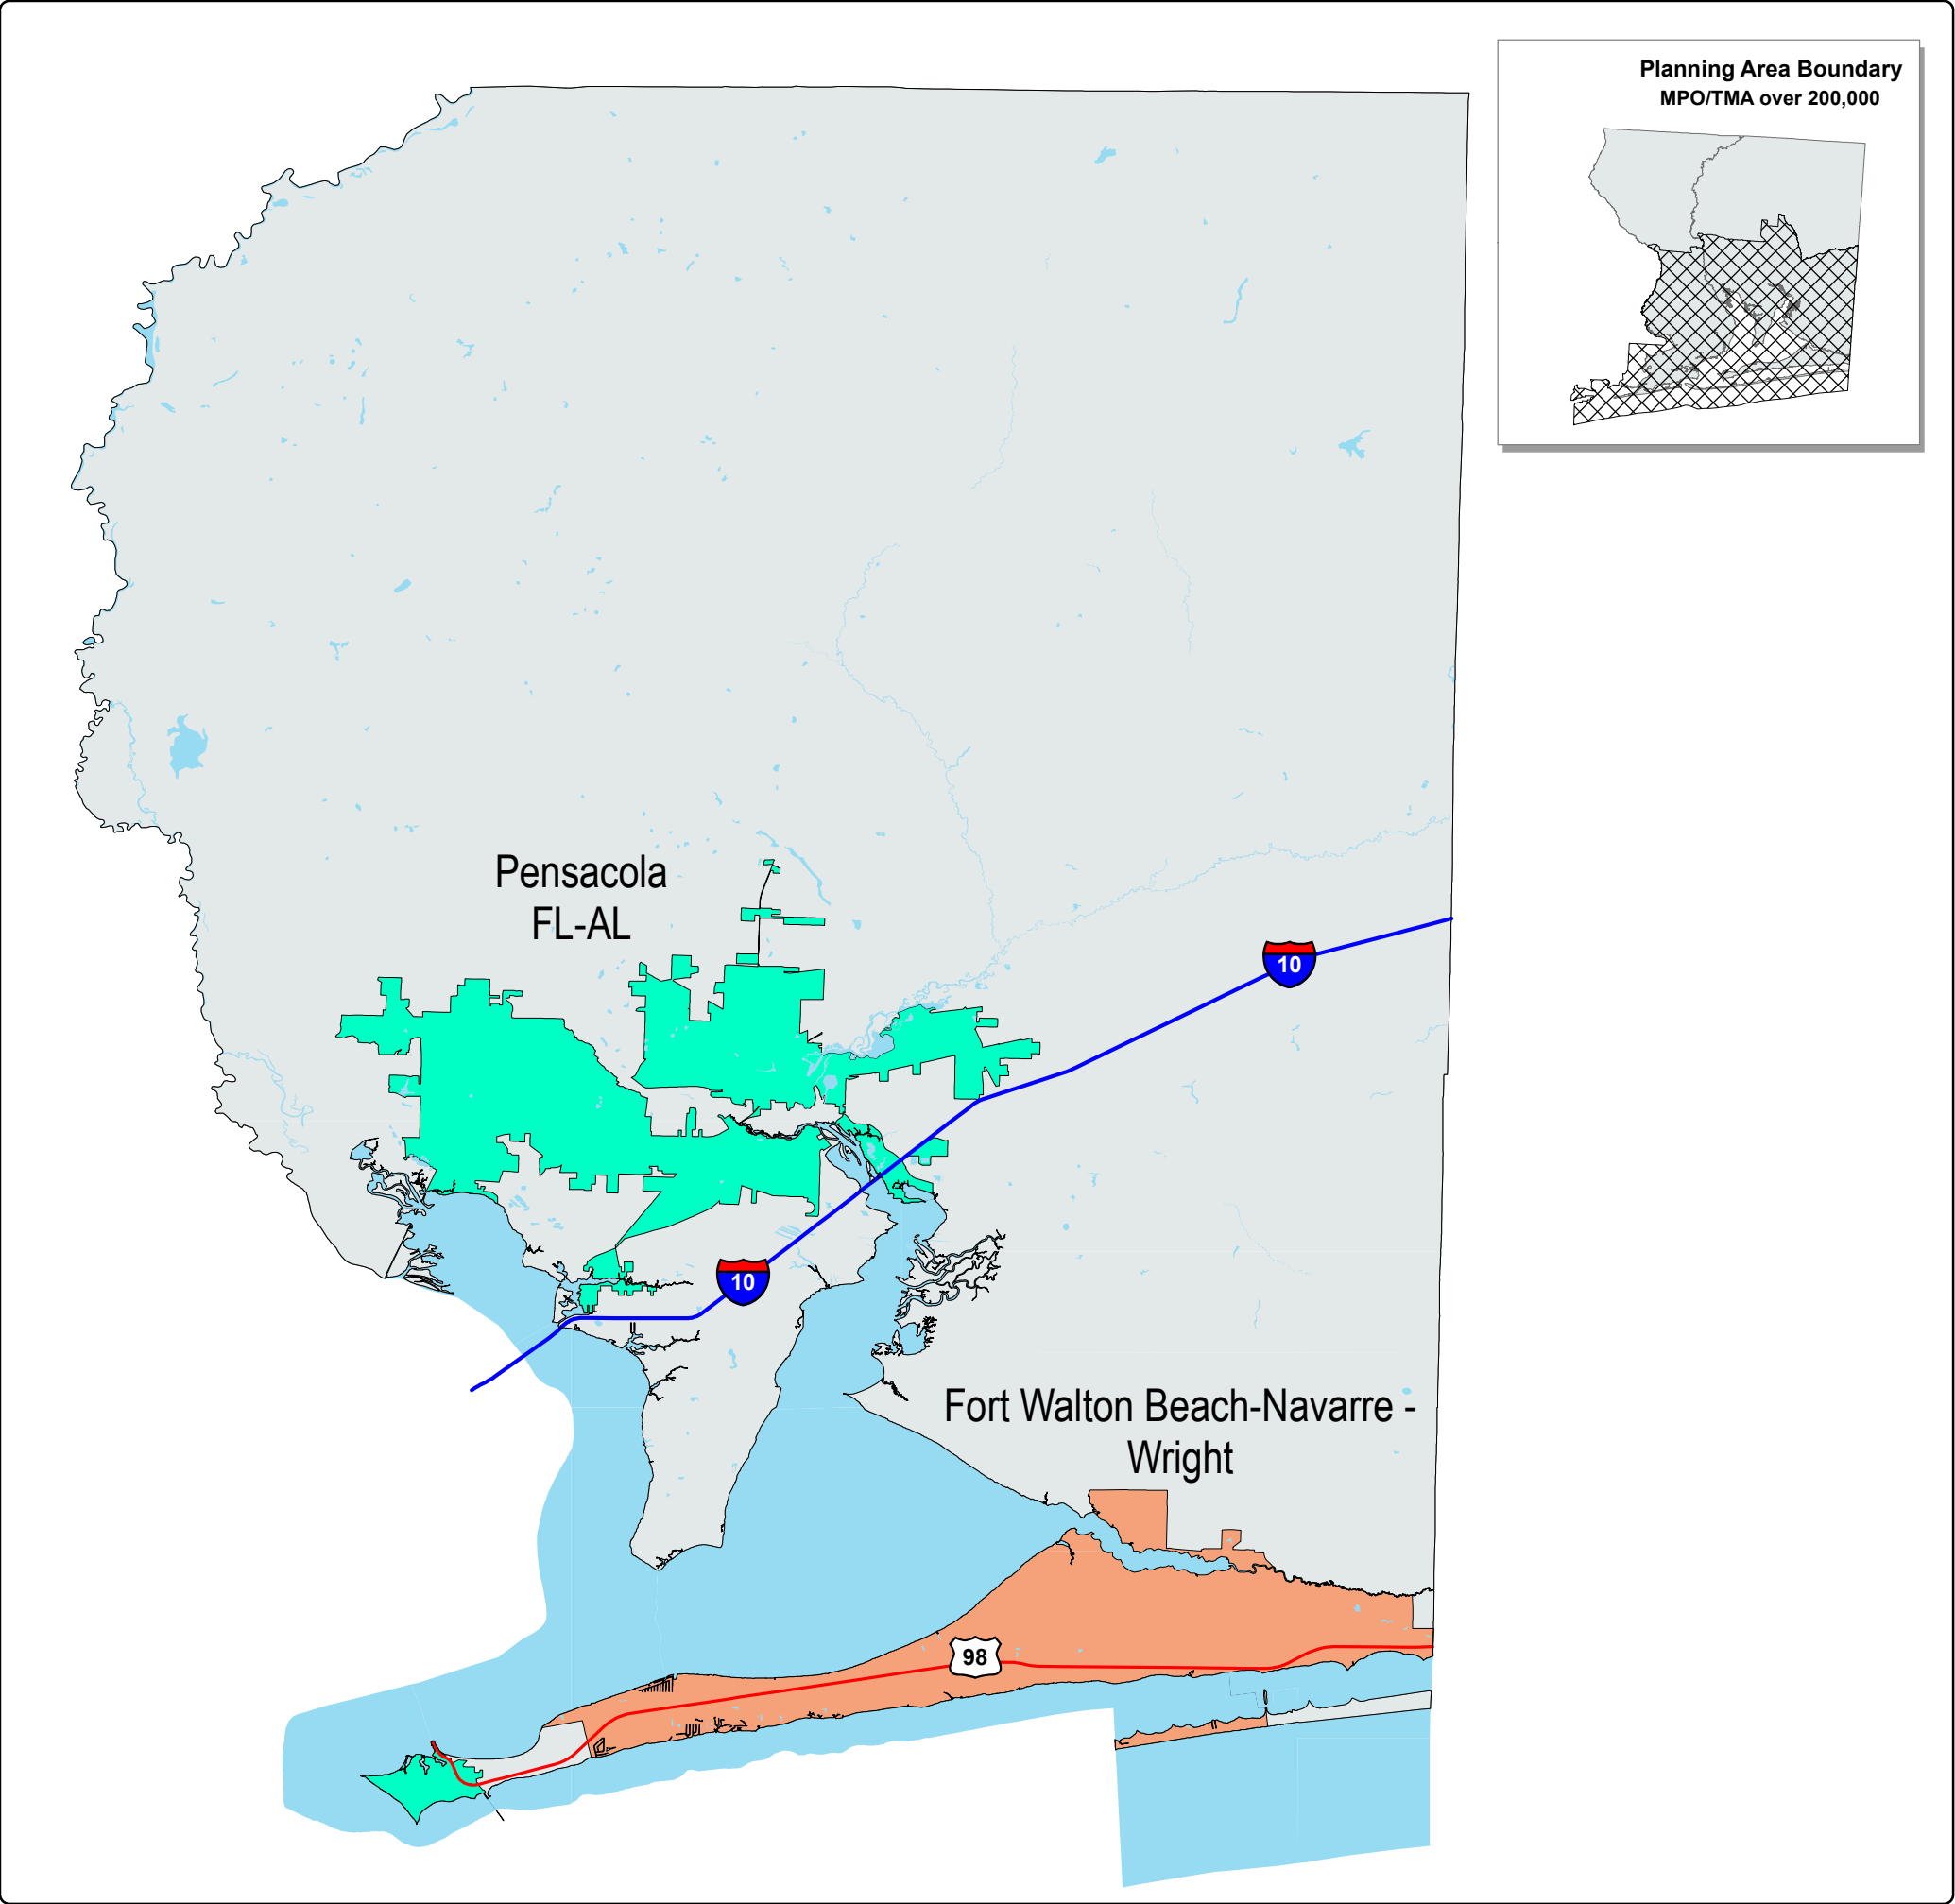 Planning Area Boundary
MPO/TMA over 200,000
Pensacola
FL-AL
10
10
Fort Walton Beach-Navarre -
Wright
98